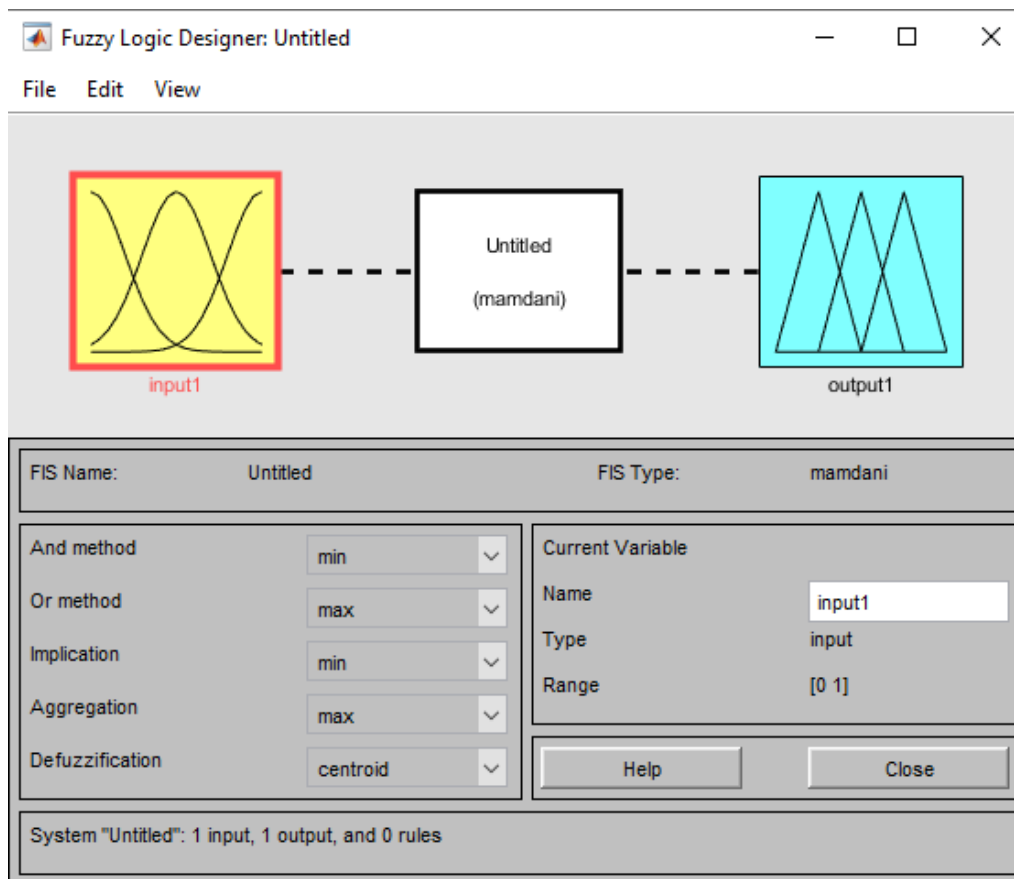 Fuzzy Logic Designer: Untitled
File Edit View
Untitled
(mamdani)
input1
output1
FIS Name: Untitled FIS Type: mamdani
And method min
Or method max
Implication min
Aggregation max
Defuzzification centroid
Current Variable
Name input1
Type input
Range [0 1]
Help Close
System "Untitled": 1 input, 1 output, and 0 rules